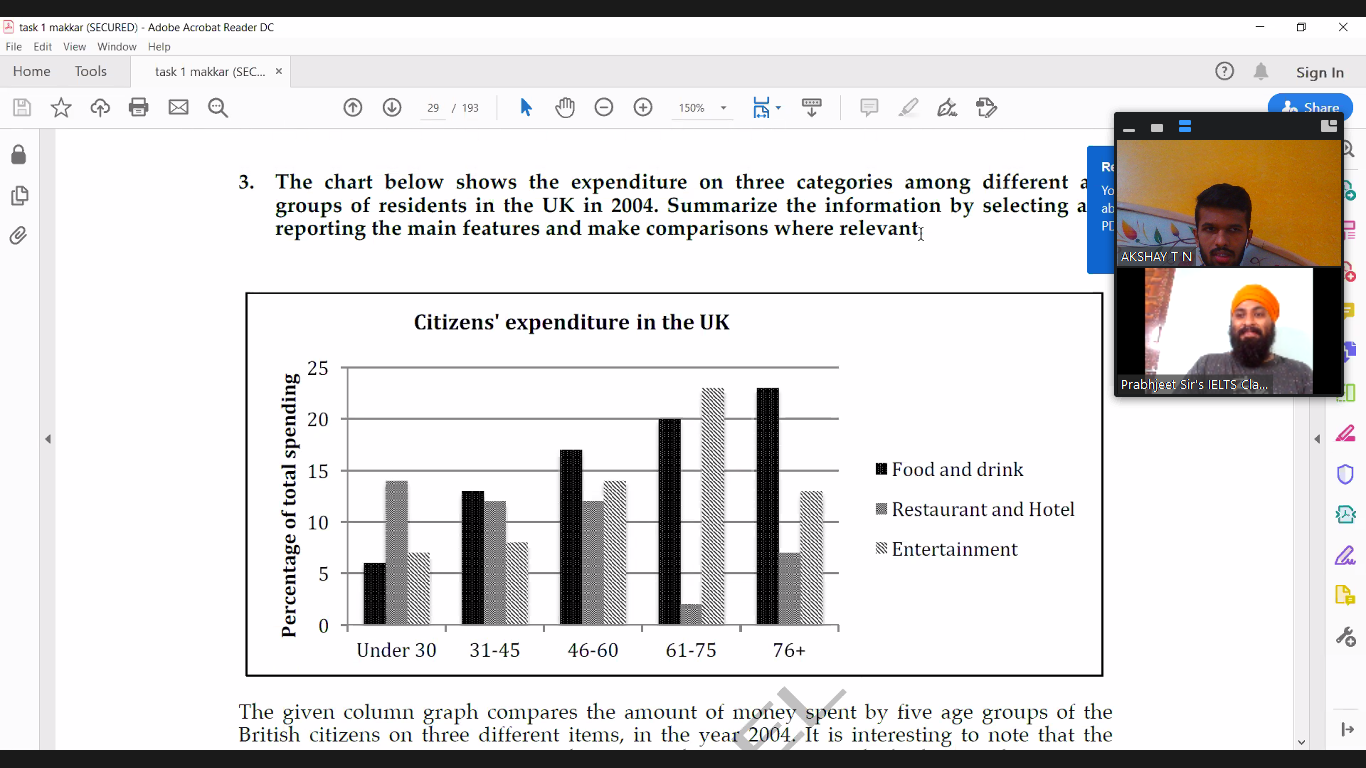 task 1 makkar (SECURED) - Adobe Acrobat Reader DC
File Edit View Window Help
Home Tools task 1 makkar (SEC... ×
Sign In
29 / 193
150%
Share
Re
Yo
ab
PD
AKSHAY T N
Prabhjeet Sir's IELTS Cla...
3. The chart below shows the expenditure on three categories among different a
groups of residents in the UK in 2004. Summarize the information by selecting a
reporting the main features and make comparisons where relevant.
Citizens' expenditure in the UK
Percentage of total spending
25
20
15
10
5
0
Under 30 31-45 46-60 61-75 76+
Food and drink
Restaurant and Hotel
Entertainment
The given column graph compares the amount of money spent by five age groups of the
British citizens on three different items, in the year 2004. It is interesting to note that the
EL